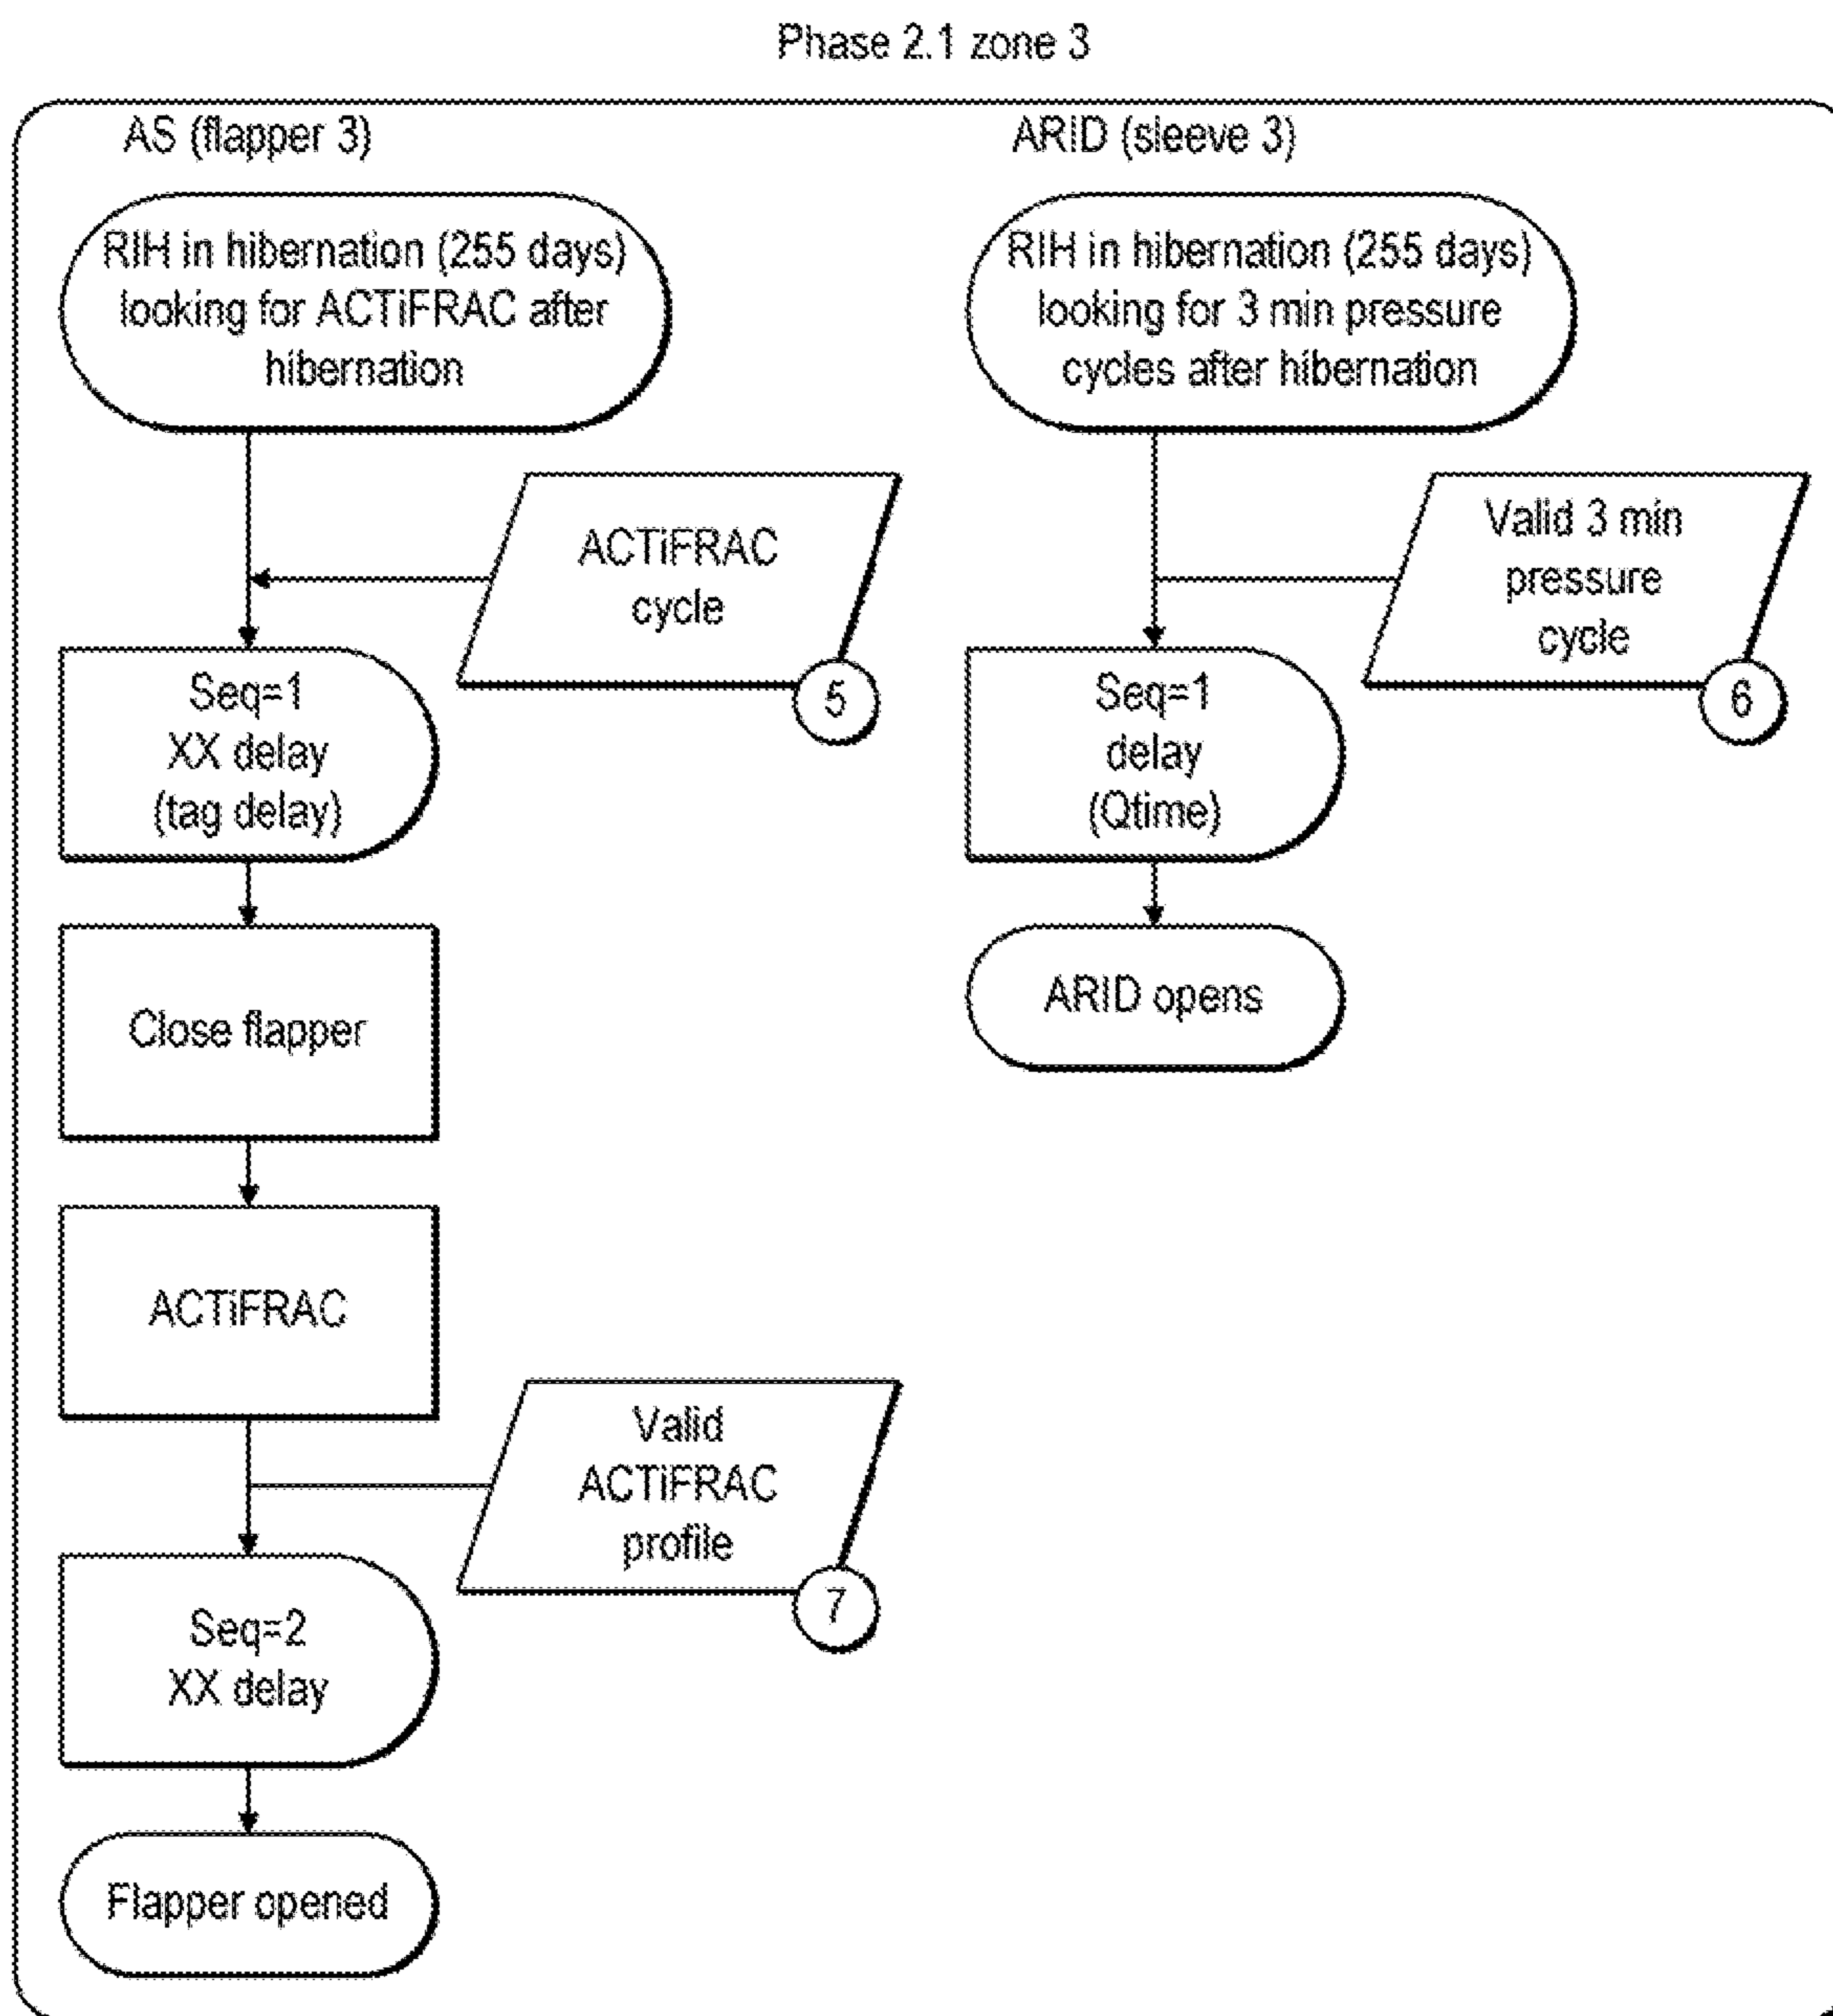 Phase 2.1 zone 3
AS (flapper 3)
RIH in hibernation (255 days)
looking for ACTiFRAC after
hibernation
ACTiFRAC
cycle
5
Seq=1
XX delay
(tag delay)
Close flapper
ACTiFRAC
Valid
ACTiFRAC
profile
7
Seq=2
XX delay
Flapper opened
ARID (sleeve 3)
RIH in hibernation (255 days)
looking for 3 min pressure
cycles after hibernation
Valid 3 min
pressure
cycle
6
Seq=1
delay
(Qtime)
ARID opens